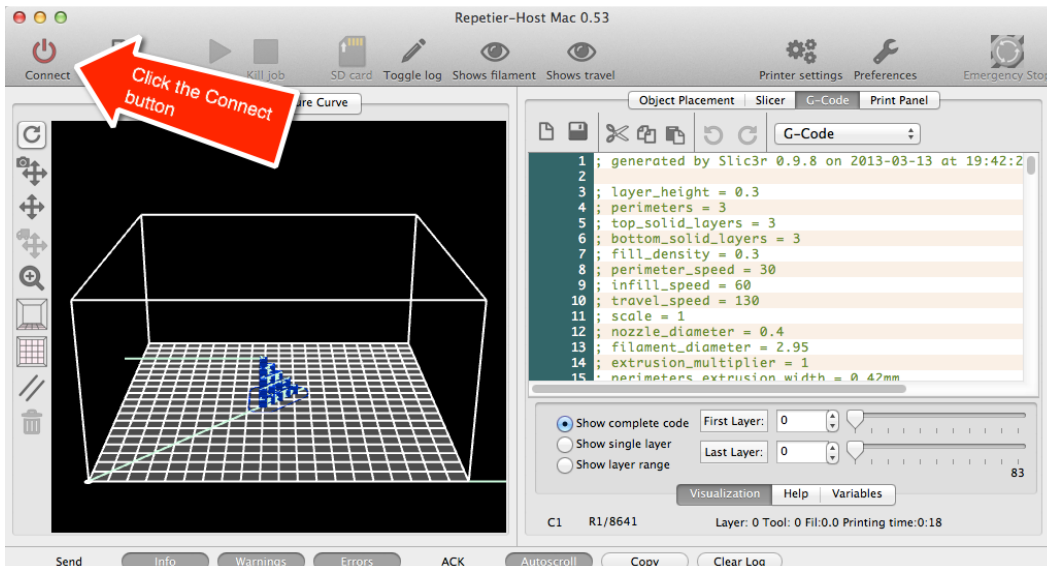 Repetier-Host Mac 0.53
Connect
Kill job
SD card
Toggle log
Shows filament
Shows travel
Printer settings
Preferences
Emergency Stop
Click the Connect
button
Curve
Object Placement
Slicer
G-Code
Print Panel
G-Code
1 ; generated by Slic3r 0.9.8 on 2013-03-13 at 19:42:2
2
3 ; layer_height = 0.3
4 ; perimeters = 3
5 ; top_solid_layers = 3
6 ; bottom_solid_layers = 3
7 ; fill_density = 0.3
8 ; perimeter_speed = 30
9 ; infill_speed = 60
10 ; travel_speed = 130
11 ; scale = 1
12 ; nozzle_diameter = 0.4
13 ; filament_diameter = 2.95
14 ; extrusion_multiplier = 1
15 ; perimeters extrusion width = 0.42mm
Show complete code
First Layer:
0
Show single layer
Last Layer:
0
Show layer range
83
Visualization
Help
Variables
C1
R1/8641
Layer: 0 Tool: 0 Fil:0.0 Printing time:0:18
Send
Info
Warnings
Errors
ACK
Autoscroll
Copy
Clear Log